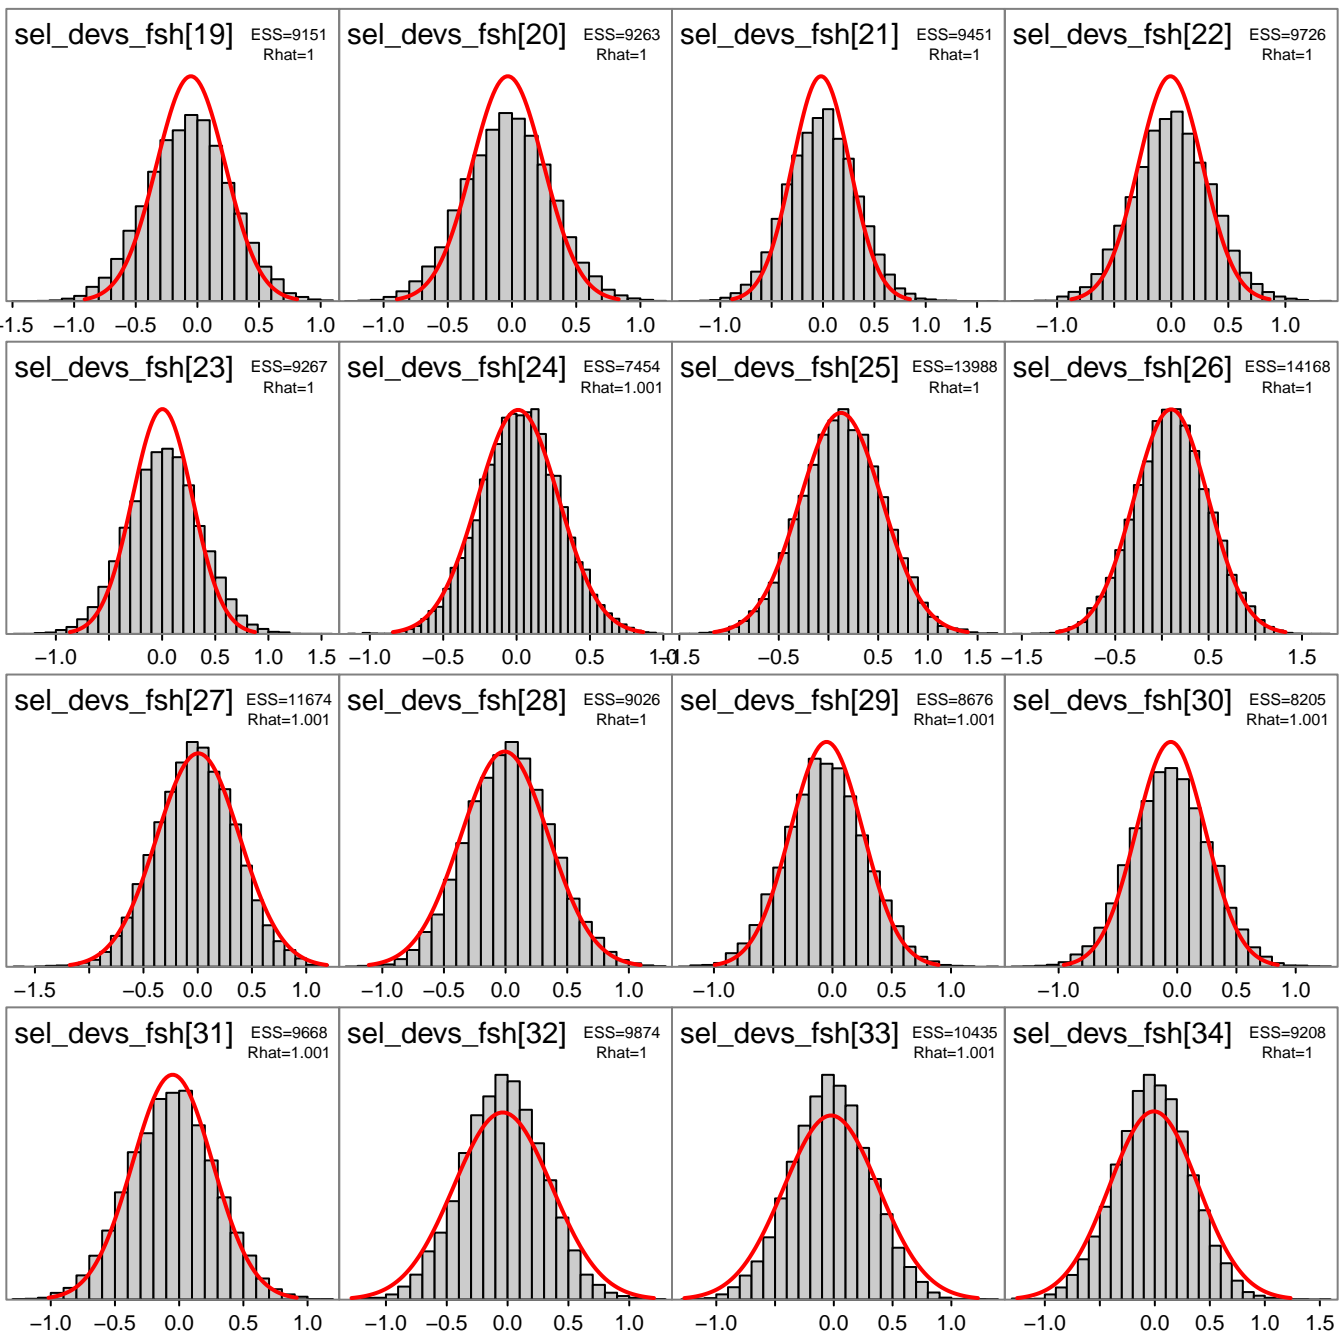 sel_devs_fsh[19] ESS=9151
Rhat=1
sel_devs_fsh[20] ESS=9263
Rhat=1
sel_devs_fsh[21] ESS=9451
Rhat=1
sel_devs_fsh[22] ESS=9726
Rhat=1
−1.5 −1.0 −0.5 0.0 0.5 1.0
−1.0 −0.5 0.0 0.5 1.0
−1.0 0.0 0.5 1.0 1.5
−1.0 0.0 0.5 1.0
sel_devs_fsh[23] ESS=9267
Rhat=1
sel_devs_fsh[24] ESS=7454
Rhat=1.001
sel_devs_fsh[25] ESS=13988
Rhat=1
sel_devs_fsh[26] ESS=14168
Rhat=1
−1.0 0.0 0.5 1.0 1.5
−1.0 −0.5 0.0 0.5 1.0
−1.5 −0.5 0.5 1.5
−1.5 −0.5 0.5 1.5
sel_devs_fsh[27] ESS=11674
Rhat=1.001
sel_devs_fsh[28] ESS=9026
Rhat=1
sel_devs_fsh[29] ESS=8676
Rhat=1.001
sel_devs_fsh[30] ESS=8205
Rhat=1.001
−1.5 −0.5 0.0 0.5 1.0
−1.0 −0.5 0.0 0.5 1.0
−1.0 0.0 0.5 1.0
−1.0 0.0 0.5 1.0
sel_devs_fsh[31] ESS=9668
Rhat=1.001
sel_devs_fsh[32] ESS=9874
Rhat=1
sel_devs_fsh[33] ESS=10435
Rhat=1.001
sel_devs_fsh[34] ESS=9208
Rhat=1
−1.0 −0.5 0.0 0.5 1.0
−1.0 −0.5 0.0 0.5 1.0
−1.0 0.0 0.5 1.0
−1.0 0.0 0.5 1.0 1.5